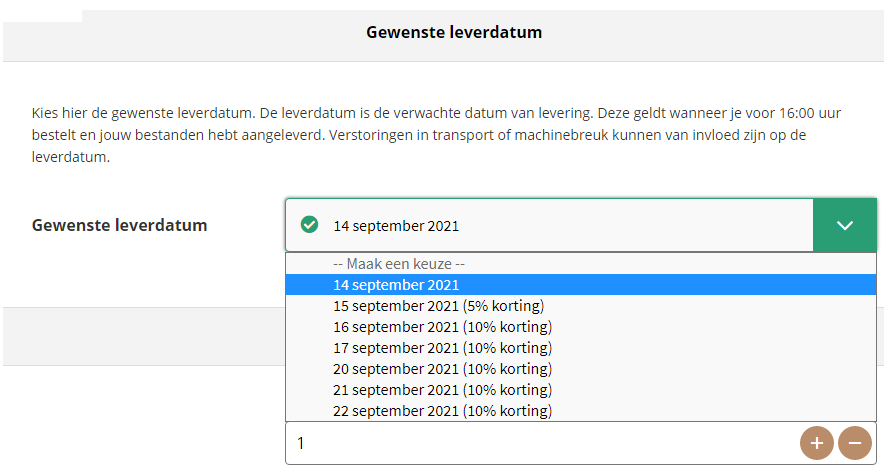 Gewenste leverdatum
Kies hier de gewenste leverdatum. De leverdatum is de verwachte datum van levering. Deze geldt wanneer je voor 16:00 uur
bestelt en jouw bestanden hebt aangeleverd. Verstoringen in transport of machinebreuk kunnen van invloed zijn op de
leverdatum.
Gewenste leverdatum
14 september 2021
-- Maak een keuze --
14 september 2021
15 september 2021 (5% korting)
16 september 2021 (10% korting)
17 september 2021 (10% korting)
20 september 2021 (10% korting)
21 september 2021 (10% korting)
22 september 2021 (10% korting)
1